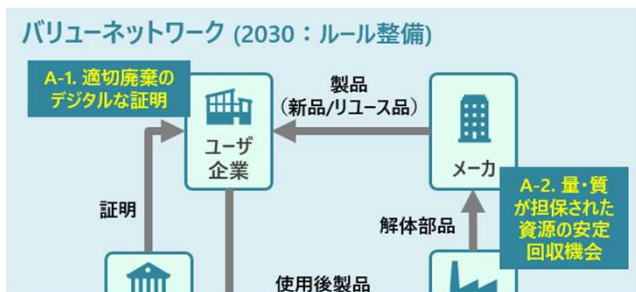 バリューネットワーク (2030：ルール整備)
A-1. 適切廃棄の
デジタルな証明
製品
（新品/リユース品）
ユーザ
企業
メーカ
A-2. 量・質
が担保された
資源の安定
回収機会
証明
解体部品
使用後製品